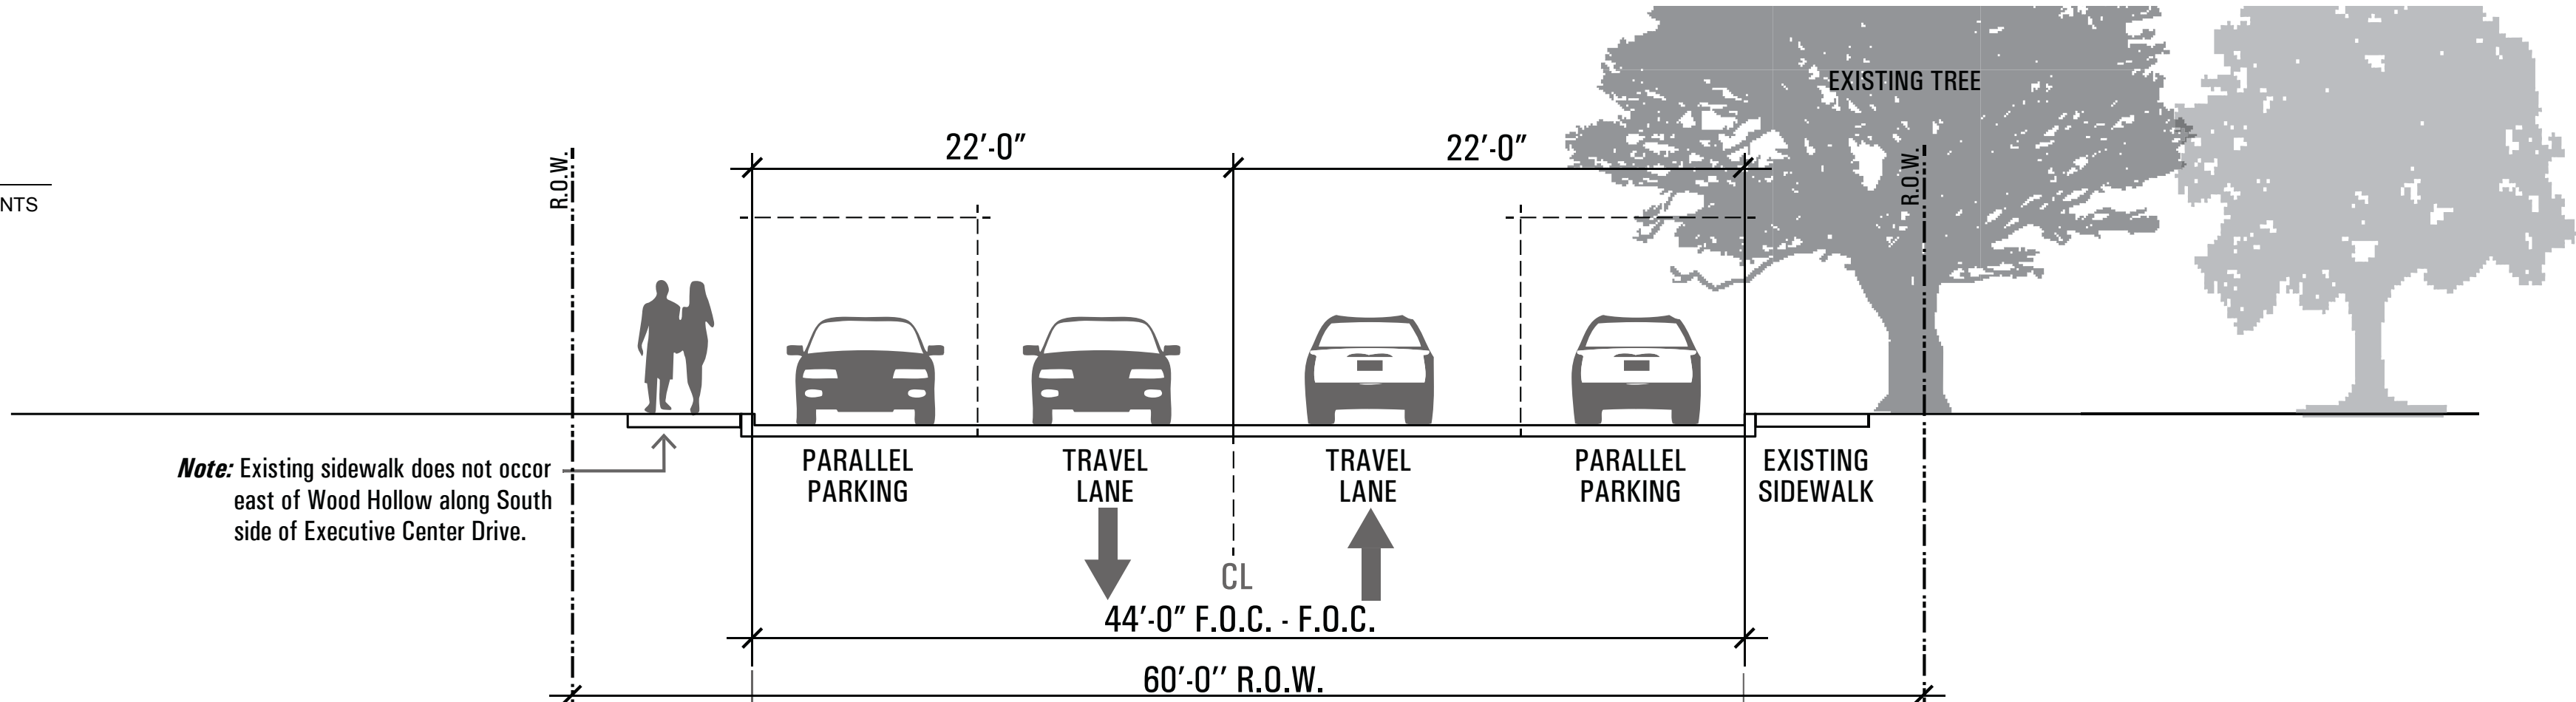 EXISTING TREE
22'-0"
22'-0"
R.O.W.
R.O.W.
NTS
PARALLEL
PARKING
TRAVEL
LANE
TRAVEL
LANE
PARALLEL
PARKING
EXISTING
SIDEWALK
Note: Existing sidewalk does not occor
east of Wood Hollow along South
side of Executive Center Drive.
CL
44'-0" F.O.C. - F.O.C.
60'-0'' R.O.W.